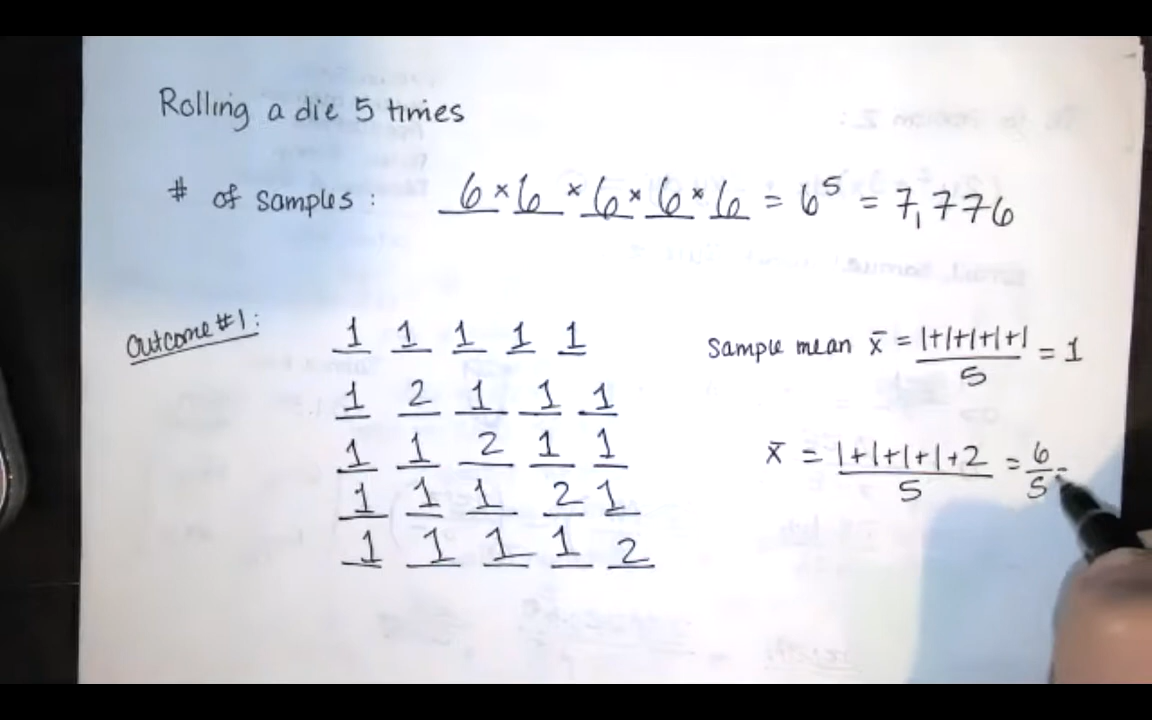 Rolling a die 5 times
# of samples : 6 × 6 × 6 × 6 × 6 = 6⁵ = 7,776
Outcome #1: 1 1 1 1 1 Sample mean x̄ = 1+1+1+1+1/5 = 1
1 2 1 1 1
1 1 2 1 1 x̄ = 1+1+1+1+2/5 = 6/5 =
1 1 1 2 1
1 1 1 1 2